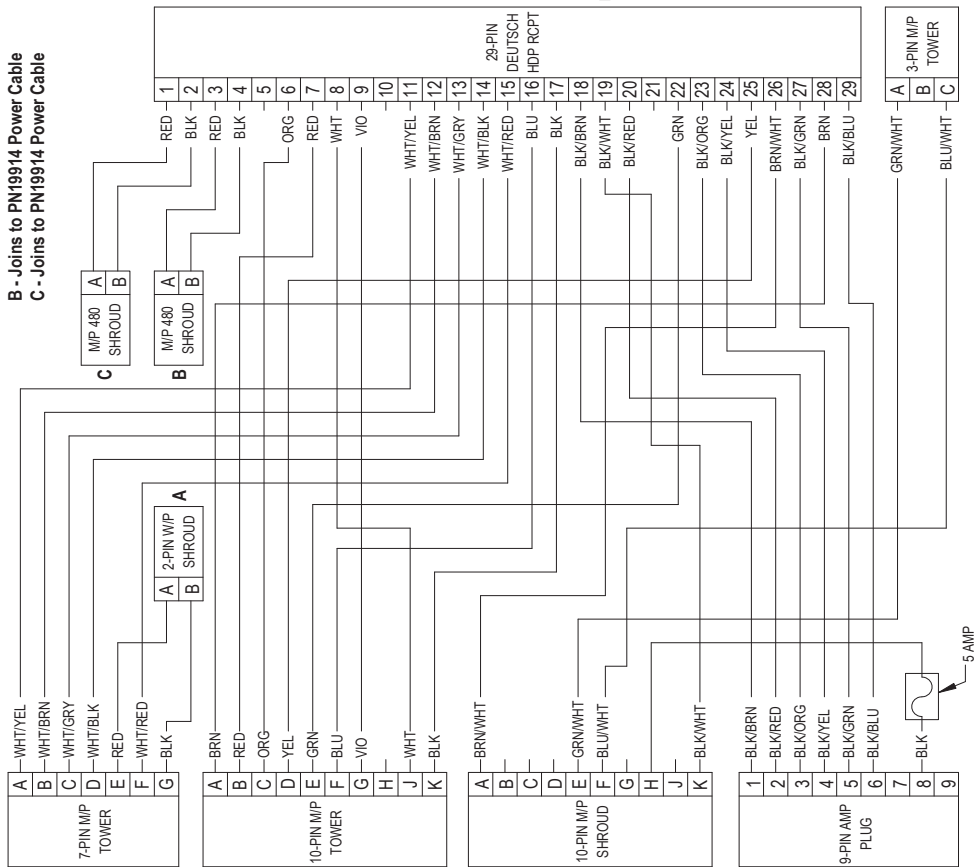 B - Joins to PN19914 Power Cable
C - Joins to PN19914 Power Cable
29-PIN
DEUTSCH
HDP RCPT
1 RED
2 BLK
3 RED
4 BLK
5
6 ORG
7 RED
8 WHT
9 VIO
10
11 WHT/YEL
12 WHT/BRN
13 WHT/GRY
14 WHT/BLK
15 WHT/RED
16 BLU
17 BLK
18 BLK/BRN
19 BLK/WHT
20 BLK/RED
21
22 GRN
23 BLK/ORG
24 BLK/YEL
25 YEL
26 BRN/WHT
27 BLK/GRN
28 BRN
29 BLK/BLU
3-PIN M/P
TOWER
A GRN/WHT
B
C BLU/WHT
M/P 480
SHROUD
A
B
C
M/P 480
SHROUD
A
B
B
2-PIN W/P
SHROUD
A
B
A
7-PIN M/P
TOWER
A WHT/YEL
B WHT/BRN
C WHT/GRY
D WHT/BLK
E RED
F WHT/RED
G BLK
10-PIN M/P
TOWER
A BRN
B RED
C ORG
D YEL
E GRN
F BLU
G VIO
H
J WHT
K BLK
10-PIN M/P
SHROUD
A BRN/WHT
B
C
D
E GRN/WHT
F BLU/WHT
G
H
J
K BLK/WHT
9-PIN AMP
PLUG
1 BLK/BRN
2 BLK/RED
3 BLK/ORG
4 BLK/YEL
5 BLK/GRN
6 BLK/BLU
7
8 BLK
9
5 AMP